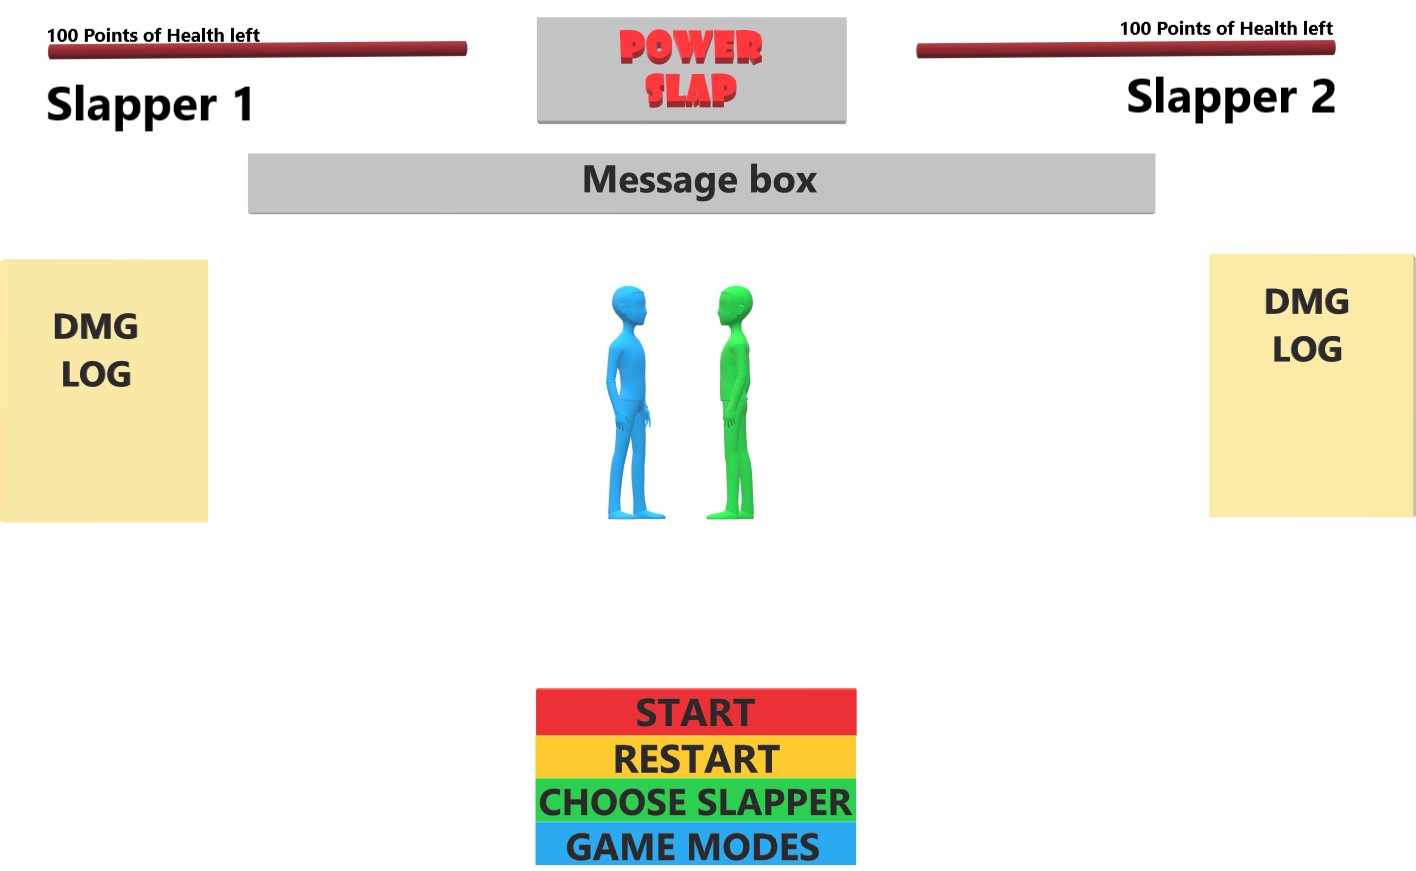 100 Points of Health left
Slapper 1
POWER
SLAP
100 Points of Health left
Slapper 2
Message box
DMG
LOG
DMG
LOG
START
RESTART
CHOOSE SLAPPER
GAME MODES